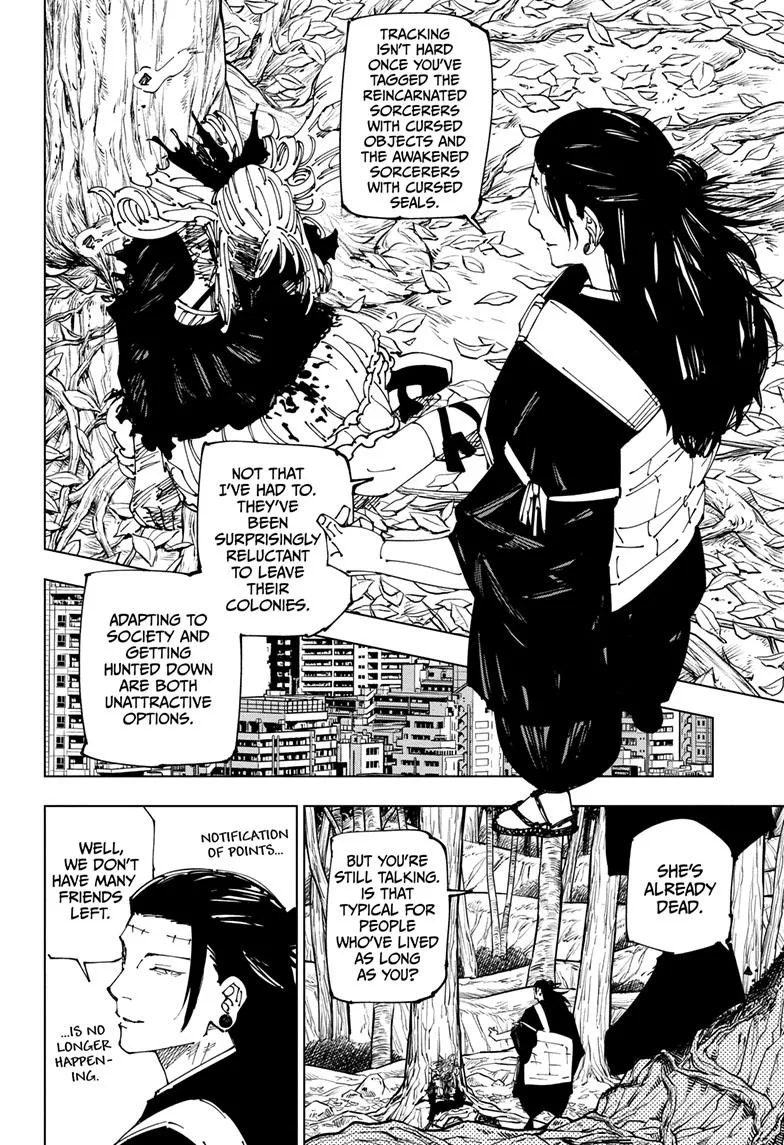 TRACKING
ISN'T HARD
ONCE YOU'VE
TAGGED THE
REINCARNATED
SORCERERS
WITH CURSED
OBJECTS AND
THE AWAKENED
SORCERERS
WITH CURSED
SEALS.
NOT THAT
I'VE HAD TO.
THEY'VE
BEEN
SURPRISINGLY
RELUCTANT
TO LEAVE
THEIR
COLONIES.
ADAPTING TO
SOCIETY AND
GETTING
HUNTED DOWN
ARE BOTH
UNATTRACTIVE
OPTIONS.
SHE'S
ALREADY
DEAD.
BUT YOU'RE
STILL TALKING.
IS THAT
TYPICAL FOR
PEOPLE
WHO'VE LIVED
AS LONG
AS YOU?
NOTIFICATION
OF POINTS...
WELL,
WE DON'T
HAVE MANY
FRIENDS
LEFT.
...IS NO
LONGER
HAPPEN-
ING.